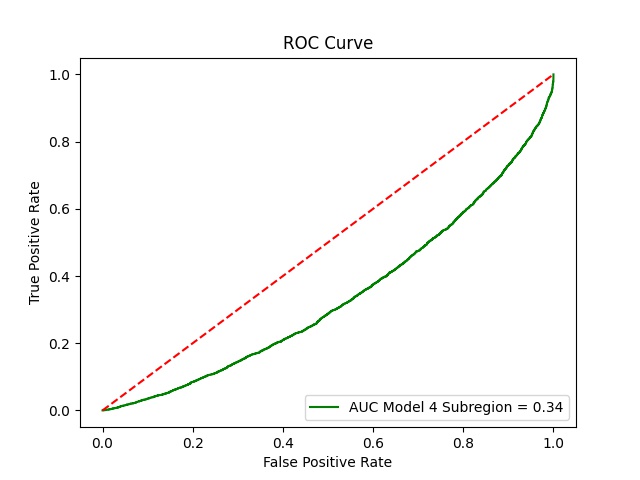 ROC Curve
1.0
0.8
0.6
0.4
0.2
0.0
True Positive Rate
AUC Model 4 Subregion = 0.34
0.0 0.2 0.4 0.6 0.8 1.0
False Positive Rate